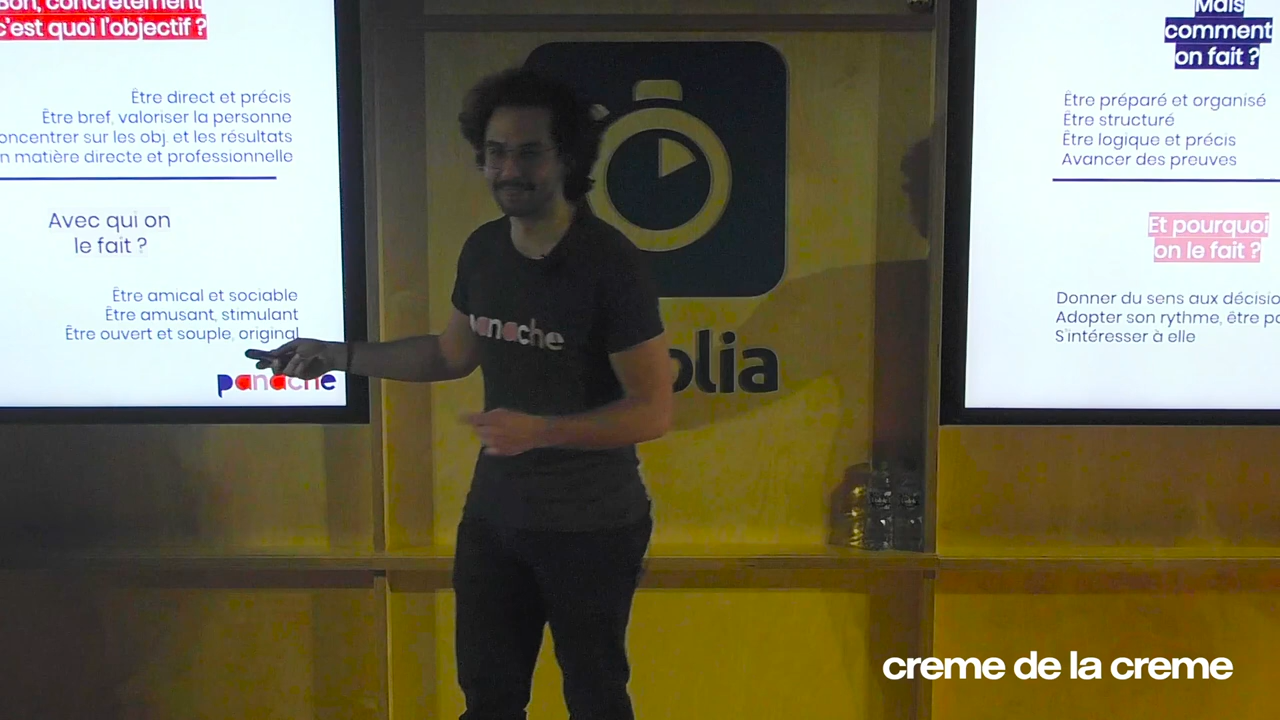 Bon, concrètement
c'est quoi l'objectif ?
Être direct et précis
Être bref, valoriser la personne
oncentrer sur les obj. et les résultats
n matière directe et professionnelle
Avec qui on
le fait ?
Être amical et sociable
Être amusant, stimulant
Être ouvert et souple, original
panache
panache
olia
Mais
comment
on fait ?
Être préparé et organisé
Être structuré
Être logique et précis
Avancer des preuves
Et pourquoi
on le fait ?
Donner du sens aux décisio
Adopter son rythme, être pa
S'intéresser à elle
creme de la creme